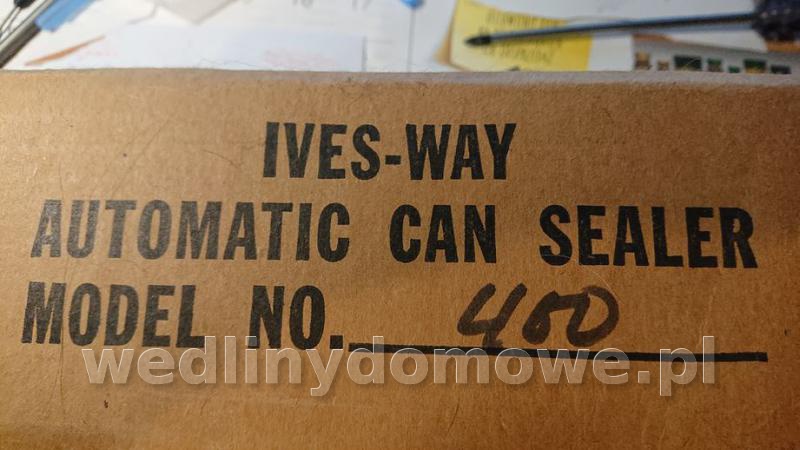 IVES-WAY
AUTOMATIC CAN SEALER
MODEL NO. 400
wedlinydomowe.pl